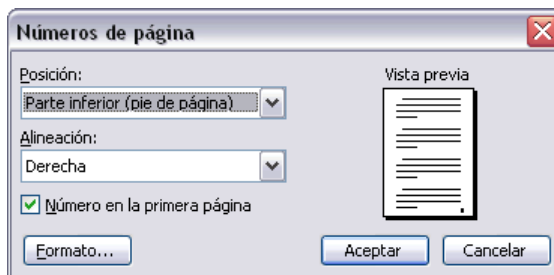 Números de página
Posición:
Vista previa
Parte inferior (pie de página)
Alineación:
Derecha
Número en la primera página
Formato...
Aceptar
Cancelar